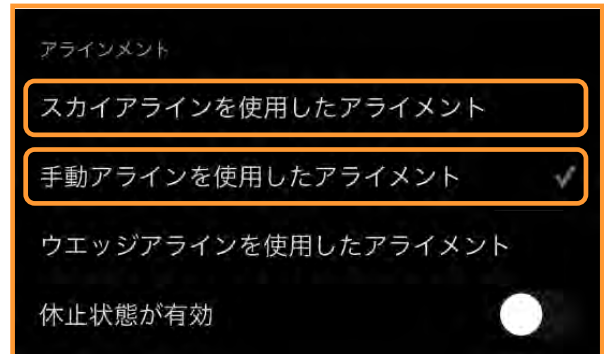 アラインメント
スカイアラインを使用したアライメント
手動アラインを使用したアライメント
ウエッジアラインを使用したアライメント
休止状態が有効